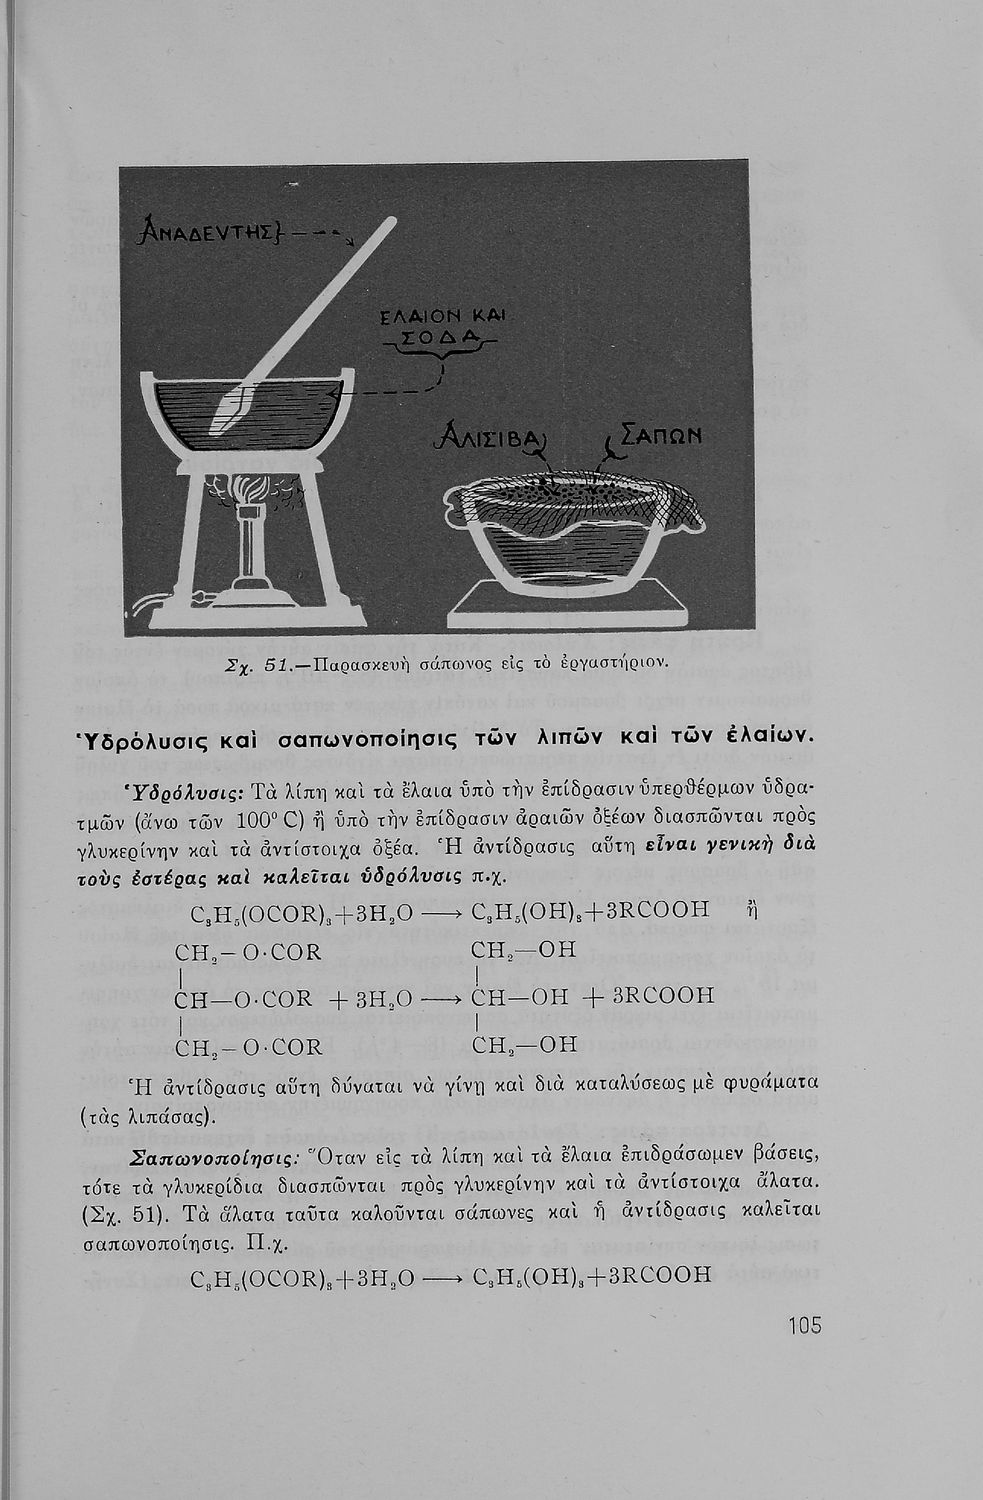 ΑΝΑΔΕVΤΗΣ
ΕΛΑΙΟΝ ΚΑΙ
ΣΟΔΑ
ΑΛΙΣΙΒΑ
ΣΑΠΩΝ
Σχ. 51.—Παρασκευὴ σάπωνος εἰς τὸ ἐργαστήριον.
Ὑδρόλυσις καὶ σαπωνοποίησις τῶν λιπῶν καὶ τῶν ἐλαίων.
Ὑδρόλυσις: Τὰ λίπη καὶ τὰ ἔλαια ὑπὸ τὴν ἐπίδρασιν ὑπερθέρμων ὑδρα-
τμῶν (ἄνω τῶν 100° C) ἢ ὑπὸ τὴν ἐπίδρασιν ἀραιῶν ὀξέων διασπῶνται πρὸς
γλυκερίνην καὶ τὰ ἀντίστοιχα ὀξέα. Ἡ ἀντίδρασις αὕτη εἶναι γενικὴ διὰ
τοὺς ἐστέρας καὶ καλεῖται ὑδρόλυσις π.χ.
C₃H₅(OCOR)₃+3H₂O ⟶ C₃H₅(OH)₃+3RCOOH ἢ
CH₂—O·COR CH₂—OH
| |
CH—O·COR + 3H₂O ⟶ CH—OH + 3RCOOH
| |
CH₂—O·COR CH₂—OH
Ἡ ἀντίδρασις αὕτη δύναται νὰ γίνῃ καὶ διὰ καταλύσεως μὲ φυράματα
(τὰς λιπάσας).
Σαπωνοποίησις: Ὅταν εἰς τὰ λίπη καὶ τὰ ἔλαια ἐπιδράσωμεν βάσεις,
τότε τὰ γλυκερίδια διασπῶνται πρὸς γλυκερίνην καὶ τὰ ἀντίστοιχα ἅλατα.
(Σχ. 51). Τὰ ἅλατα ταῦτα καλοῦνται σάπωνες καὶ ἡ ἀντίδρασις καλεῖται
σαπωνοποίησις. Π.χ.
C₃H₅(OCOR)₃+3H₂O ⟶ C₃H₅(OH)₃+3RCOOH
105